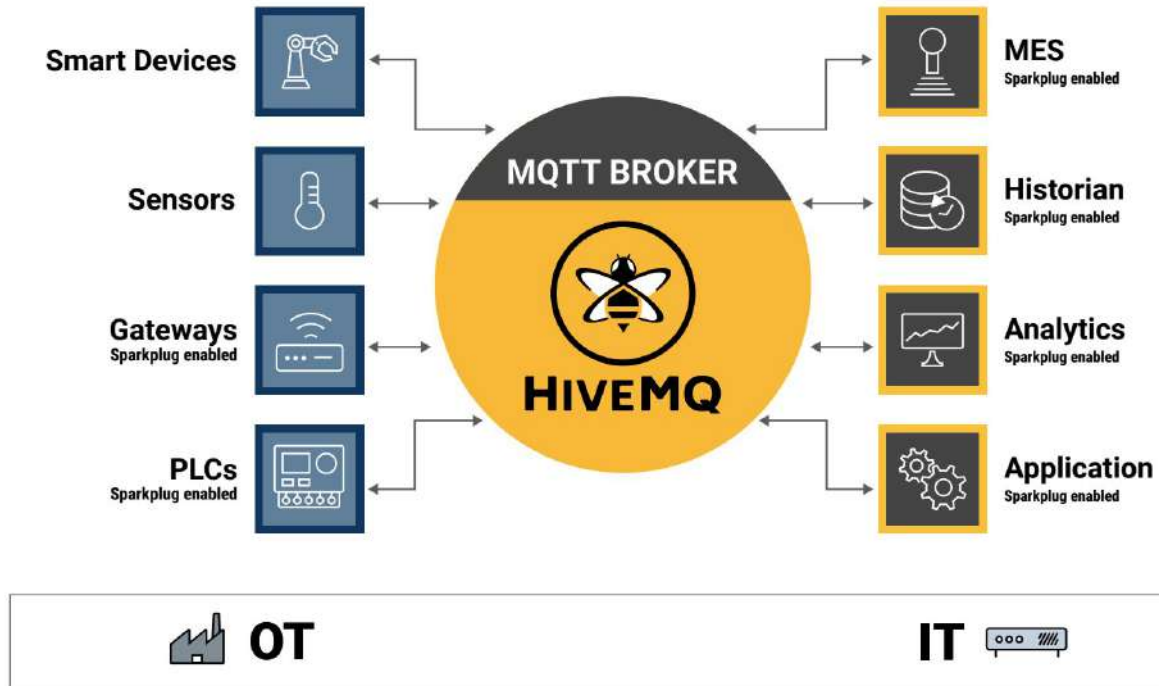 Smart Devices
Sensors
Gateways
Sparkplug enabled
PLCs
Sparkplug enabled
MQTT BROKER
HIVEMQ
MES
Sparkplug enabled
Historian
Sparkplug enabled
Analytics
Sparkplug enabled
Application
Sparkplug enabled
OT
IT